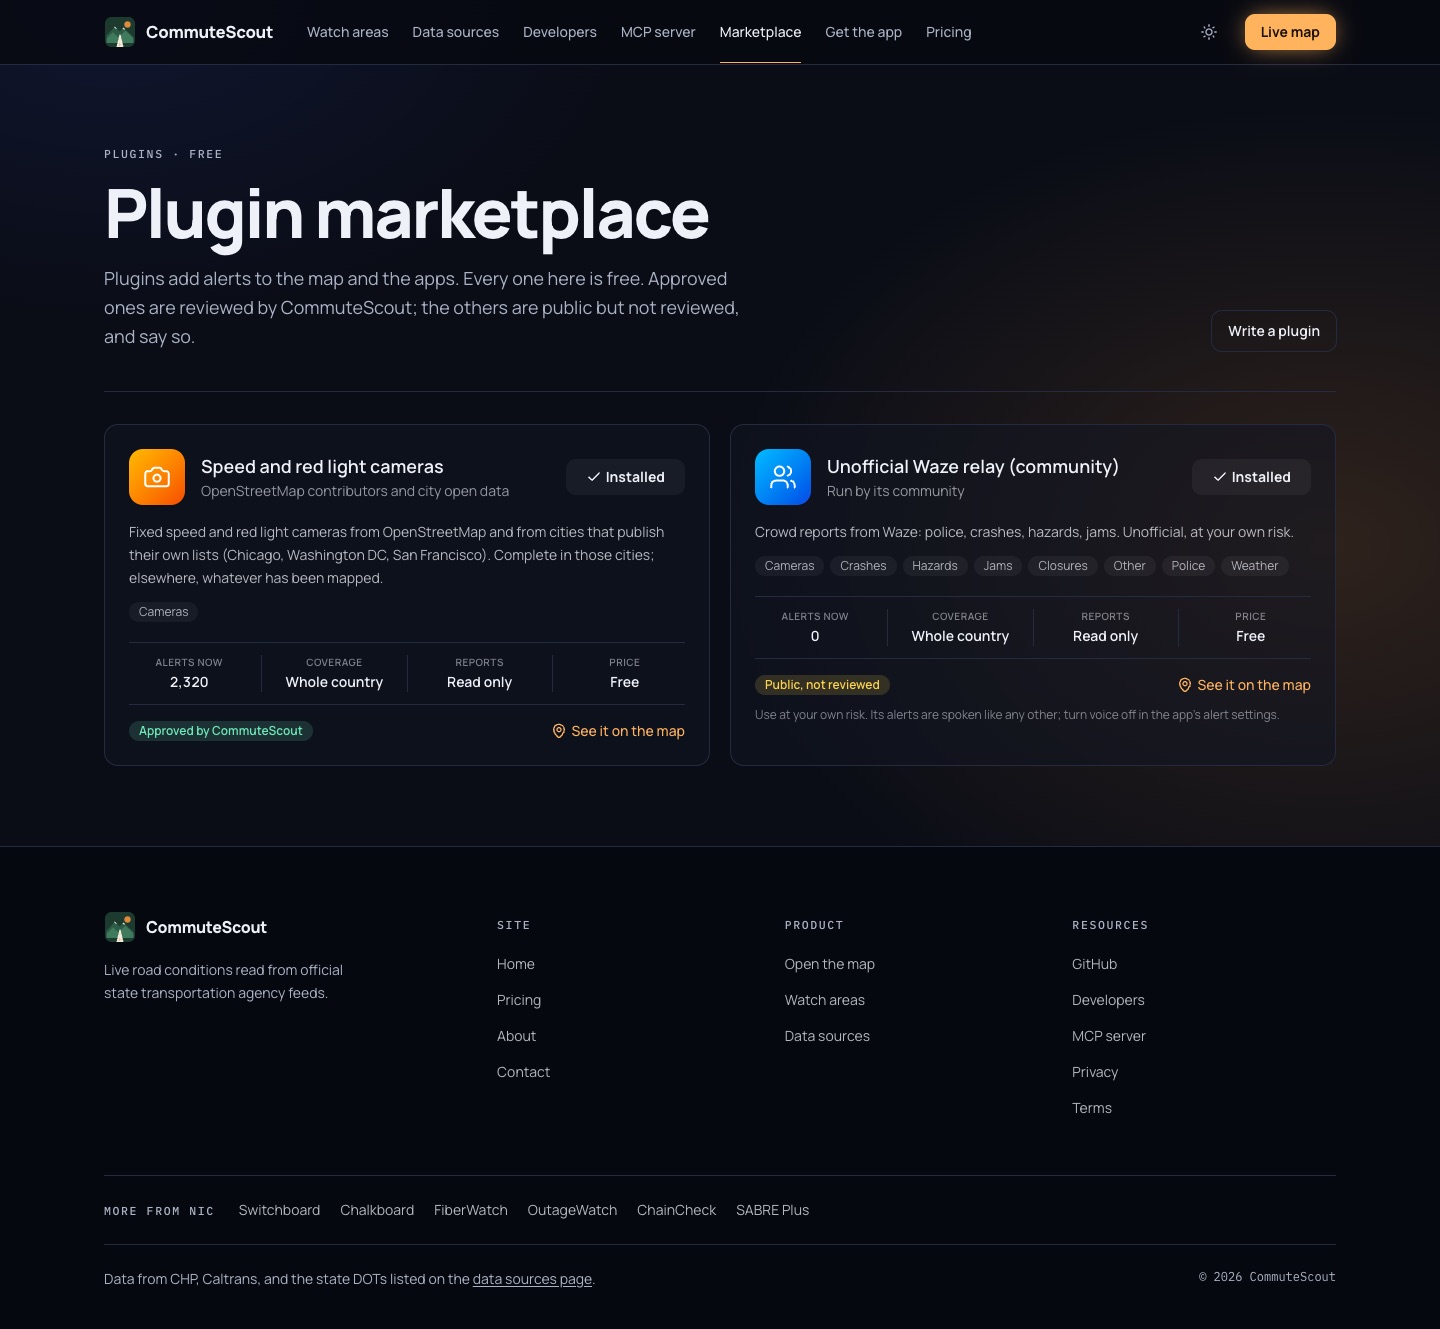 CommuteScout
Watch areas
Data sources
Developers
MCP server
Marketplace
Get the app
Pricing
Live map
PLUGINS · FREE
Plugin marketplace
Plugins add alerts to the map and the apps. Every one here is free. Approved
ones are reviewed by CommuteScout; the others are public but not reviewed,
and say so.
Write a plugin
Speed and red light cameras
OpenStreetMap contributors and city open data
Installed
Fixed speed and red light cameras from OpenStreetMap and from cities that publish
their own lists (Chicago, Washington DC, San Francisco). Complete in those cities;
elsewhere, whatever has been mapped.
Cameras
ALERTS NOW
2,320
COVERAGE
Whole country
REPORTS
Read only
PRICE
Free
Approved by CommuteScout
See it on the map
Unofficial Waze relay (community)
Run by its community
Installed
Crowd reports from Waze: police, crashes, hazards, jams. Unofficial, at your own risk.
Cameras
Crashes
Hazards
Jams
Closures
Other
Police
Weather
ALERTS NOW
0
COVERAGE
Whole country
REPORTS
Read only
PRICE
Free
Public, not reviewed
See it on the map
Use at your own risk. Its alerts are spoken like any other; turn voice off in the app's alert settings.
CommuteScout
Live road conditions read from official
state transportation agency feeds.
SITE
Home
Pricing
About
Contact
PRODUCT
Open the map
Watch areas
Data sources
RESOURCES
GitHub
Developers
MCP server
Privacy
Terms
MORE FROM NIC
Switchboard
Chalkboard
FiberWatch
OutageWatch
ChainCheck
SABRE Plus
Data from CHP, Caltrans, and the state DOTs listed on the data sources page.
© 2026 CommuteScout